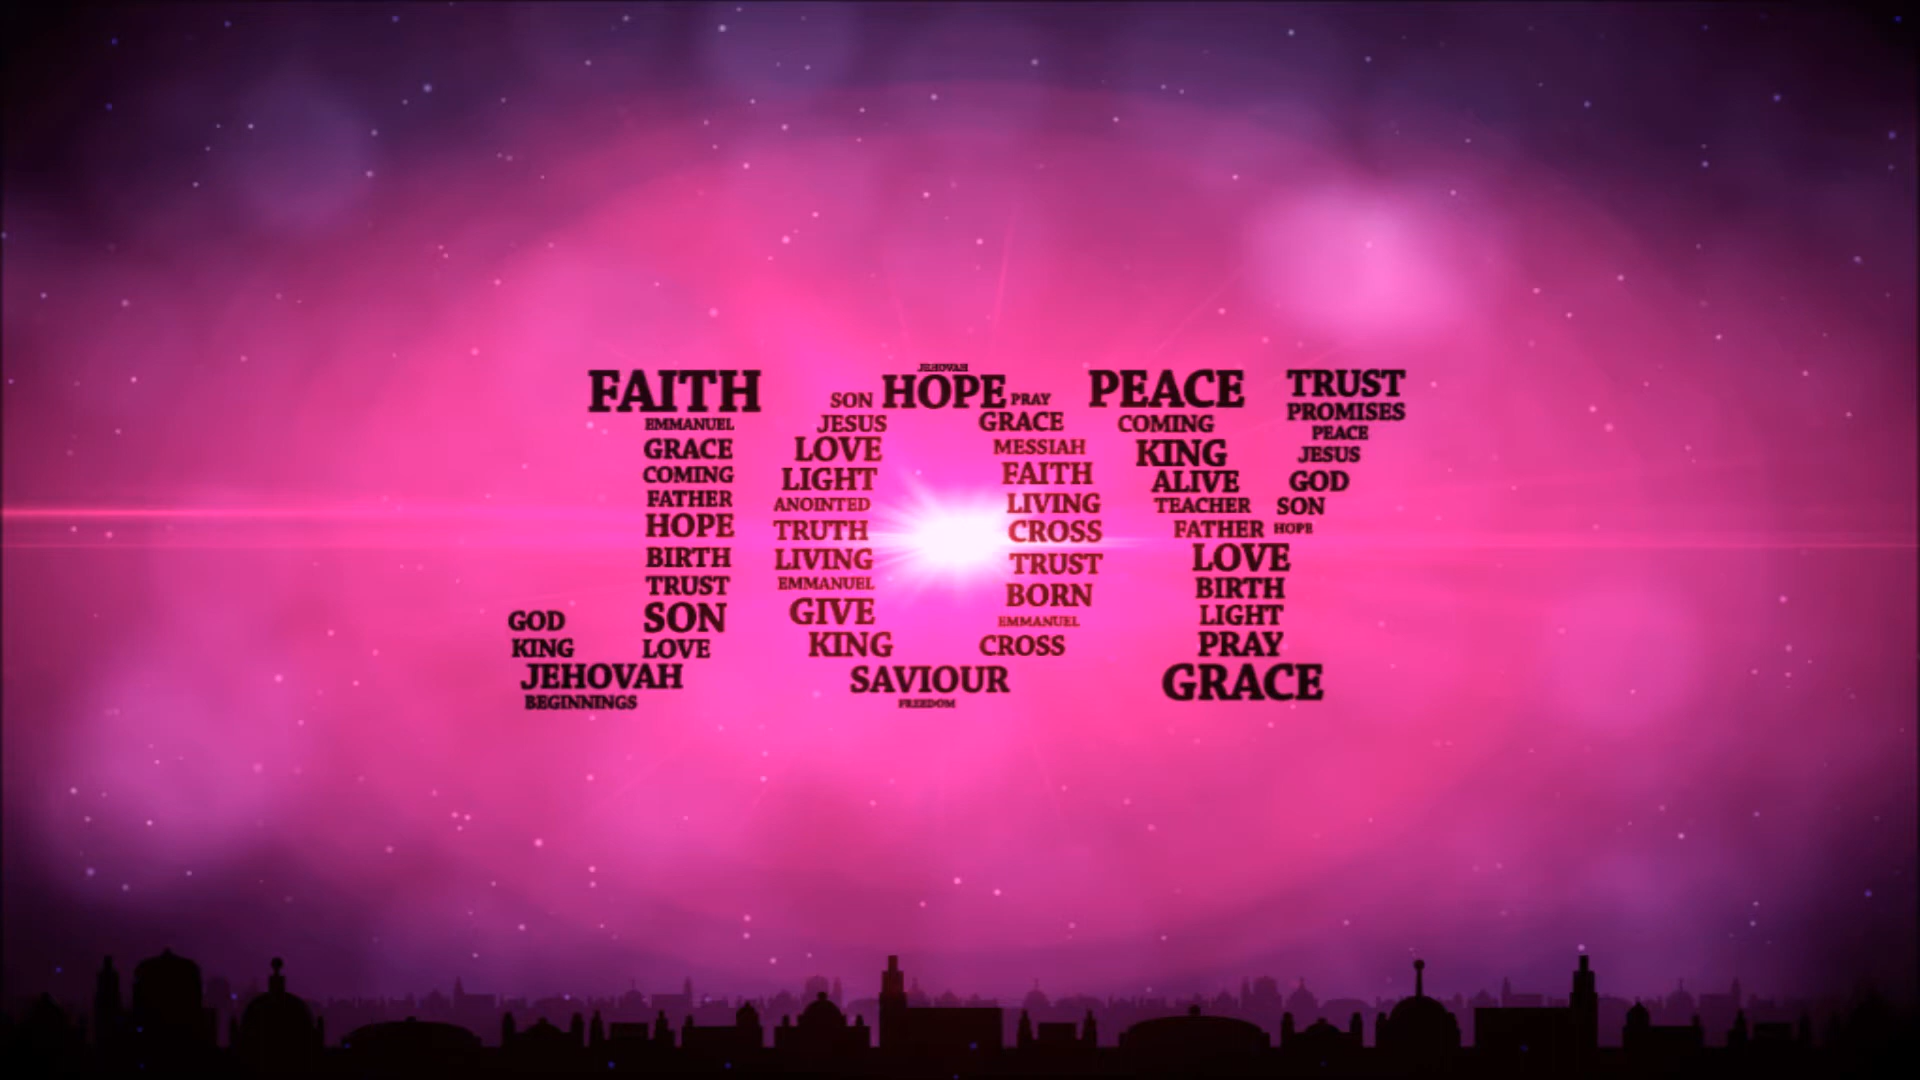 FAITH
EMMANUEL
GRACE
COMING
FATHER
HOPE
BIRTH
TRUST
GOD SON
KING LOVE
JEHOVAH
BEGINNINGS
JEHOVAH
SON HOPE PRAY
JESUS GRACE
LOVE MESSIAH
LIGHT FAITH
ANOINTED LIVING
TRUTH CROSS
LIVING TRUST
EMMANUEL BORN
GIVE EMMANUEL
KING CROSS
SAVIOUR
FREEDOM
PEACE TRUST
COMING PROMISES
PEACE
KING JESUS
ALIVE GOD
TEACHER SON
FATHER HOPE
LOVE
BIRTH
LIGHT
PRAY
GRACE